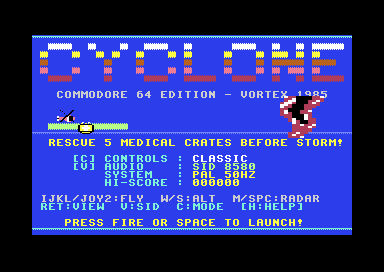 CYCLONE
COMMODORE 64 EDITION - VORTEX 1985
RESCUE 5 MEDICAL CRATES BEFORE STORM!
[C] CONTROLS : CLASSIC
[V] AUDIO : SID 8580
SYSTEM : PAL 50HZ
HI-SCORE : 000000
IJKL/JOY2:FLY W/S:ALT M/SPC:RADAR
RET:VIEW V:SID C:MODE [H:HELP]
PRESS FIRE OR SPACE TO LAUNCH!